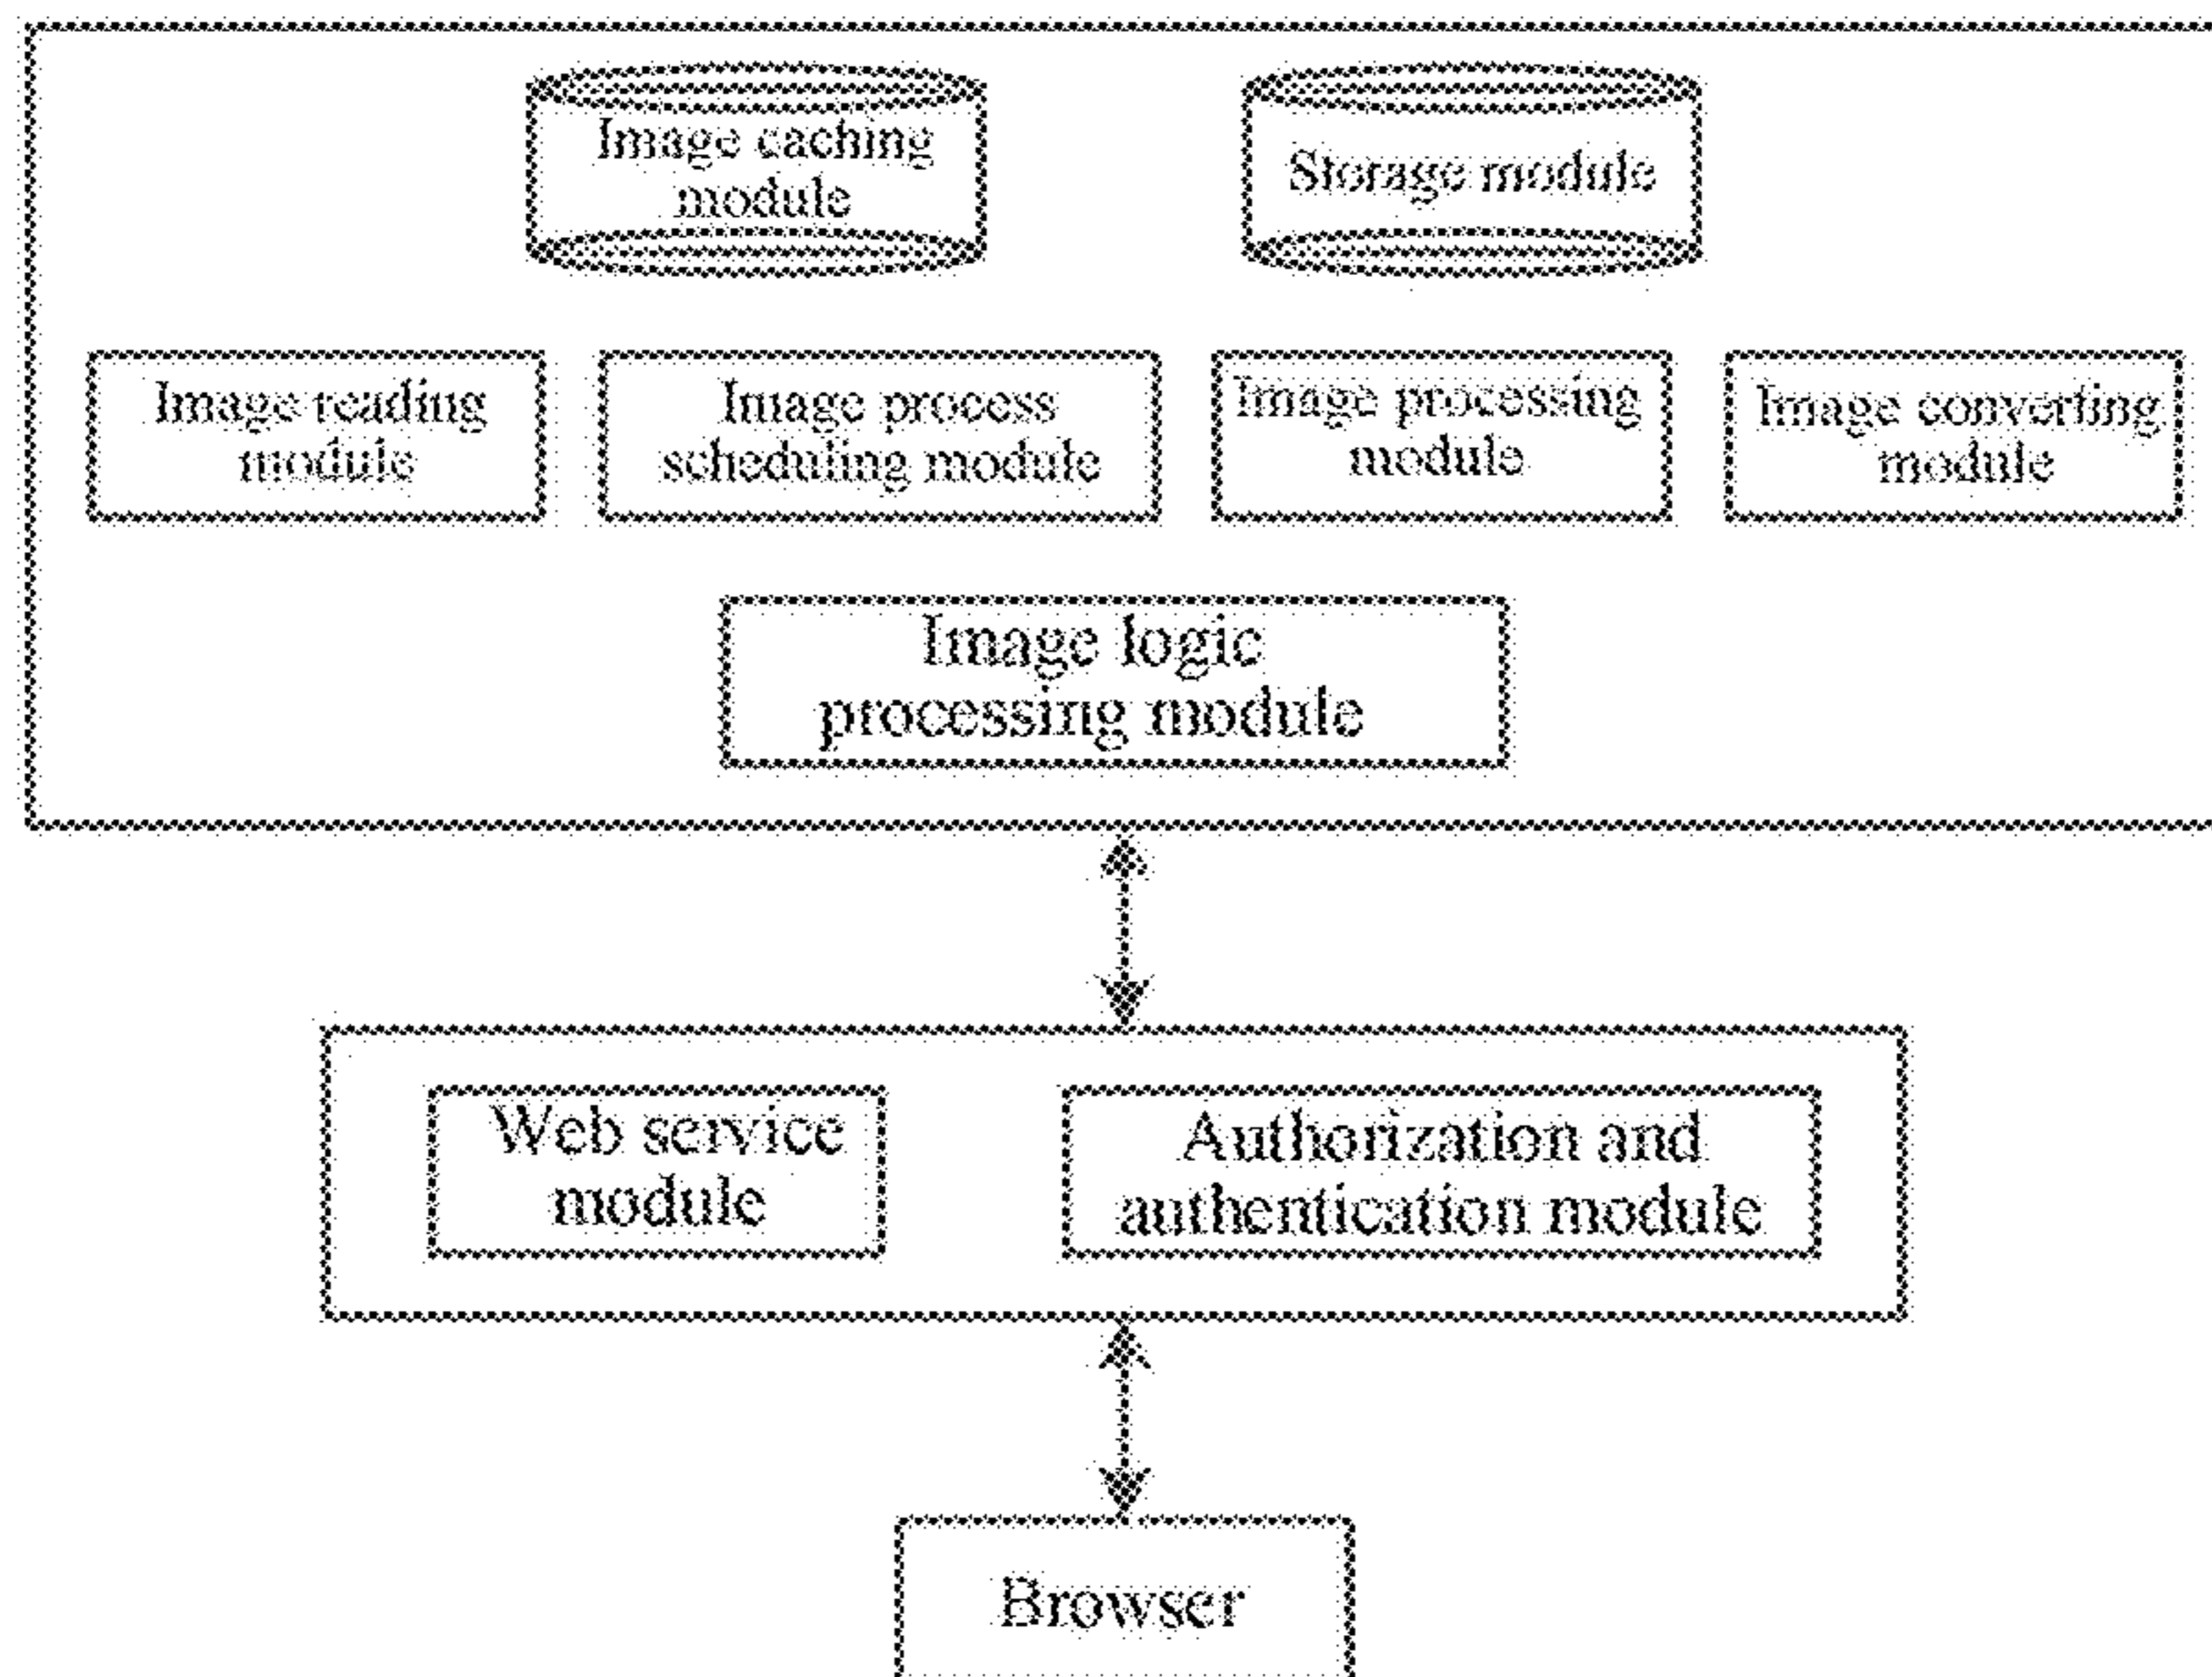 Image caching
module
Storage module
Image reading
module
Image process
scheduling module
Image processing
module
Image converting
module
Image logic
processing module
Web service
module
Authorization and
authentication module
Browser